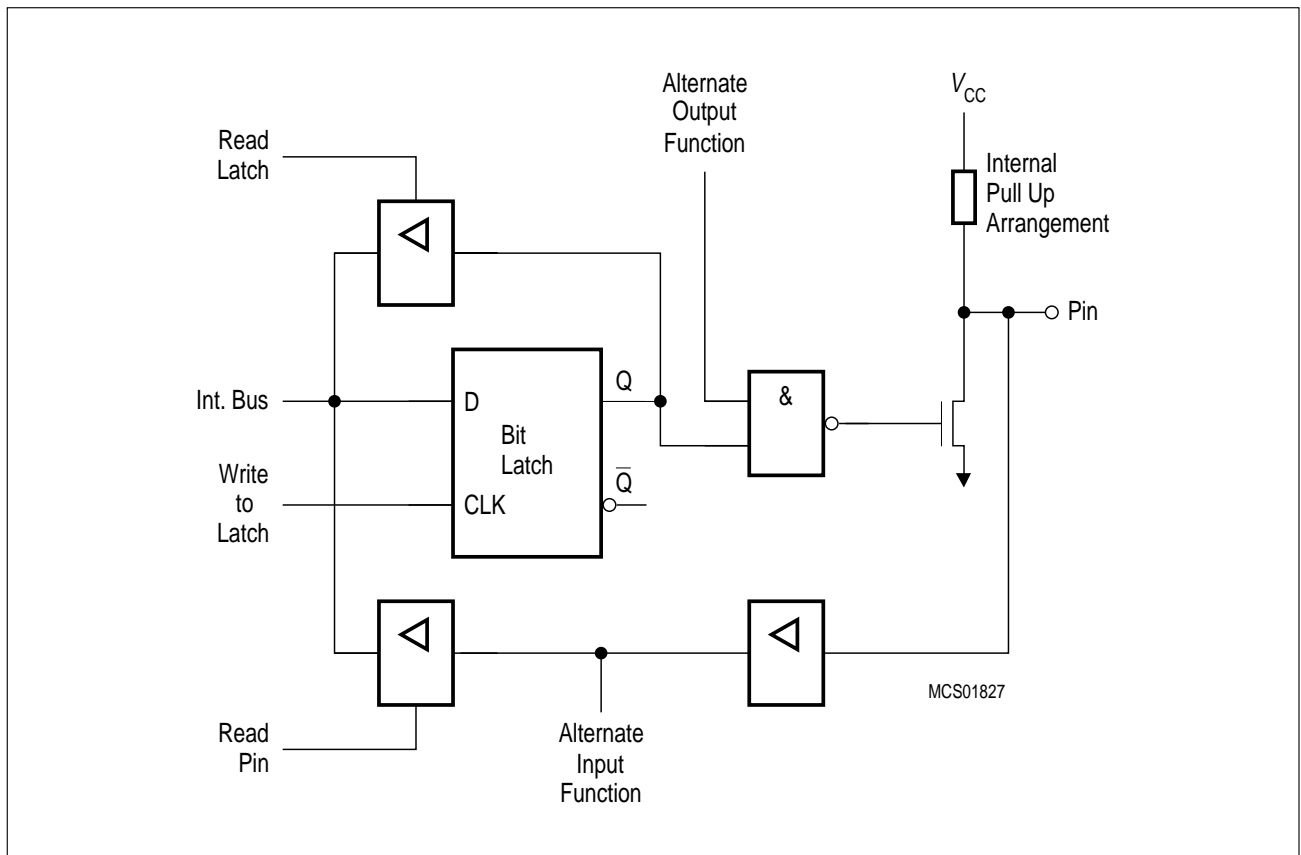 Alternate
Output
Function
V CC
Read
Latch
Internal
Pull Up
Arrangement
Pin
Int. Bus
D
Q
&
Bit
Latch
Q̅
Write
to
Latch
CLK
MCS01827
Read
Pin
Alternate
Input
Function